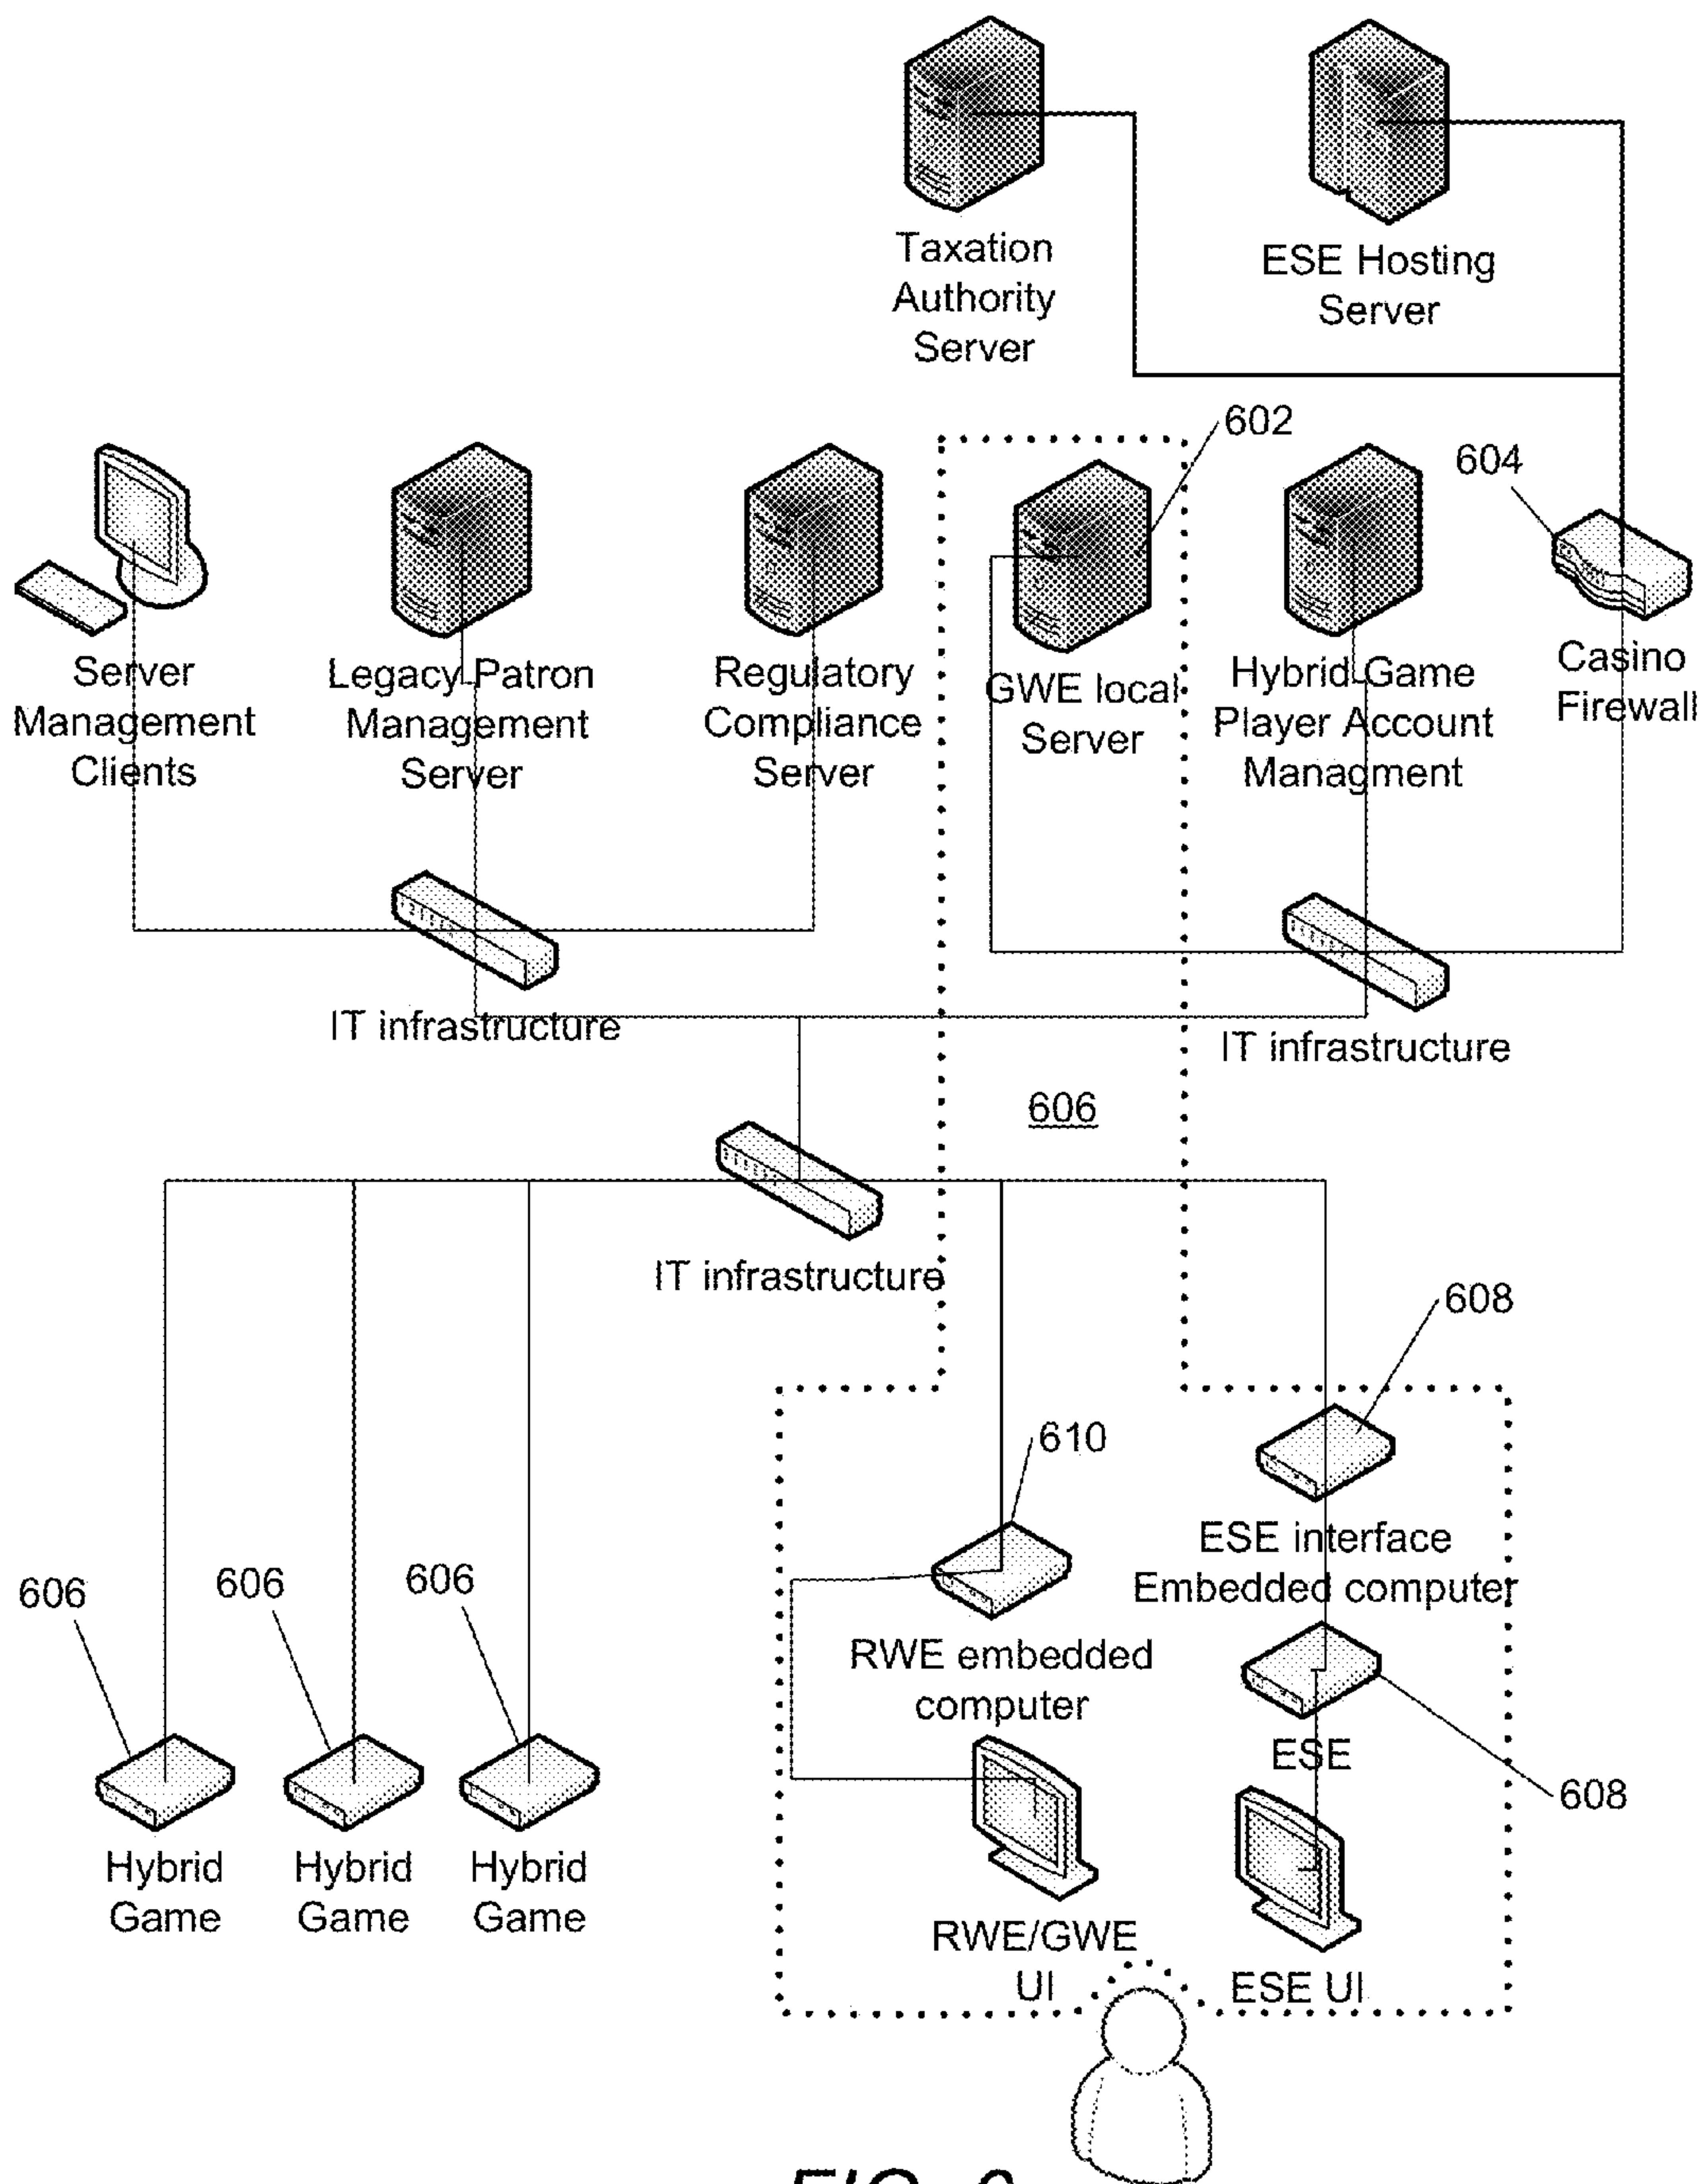 Taxation
Authority
Server
ESE Hosting
Server
602
604
Server
Management
Clients
Legacy Patron
Management
Server
Regulatory
Compliance
Server
GWE local
Server
Hybrid Game
Player Account
Managment
Casino
Firewall
IT infrastructure
IT infrastructure
606
IT infrastructure
608
610
ESE interface
Embedded computer
606
606
606
RWE embedded
computer
ESE
608
Hybrid
Game
Hybrid
Game
Hybrid
Game
RWE/GWE
UI
ESE UI